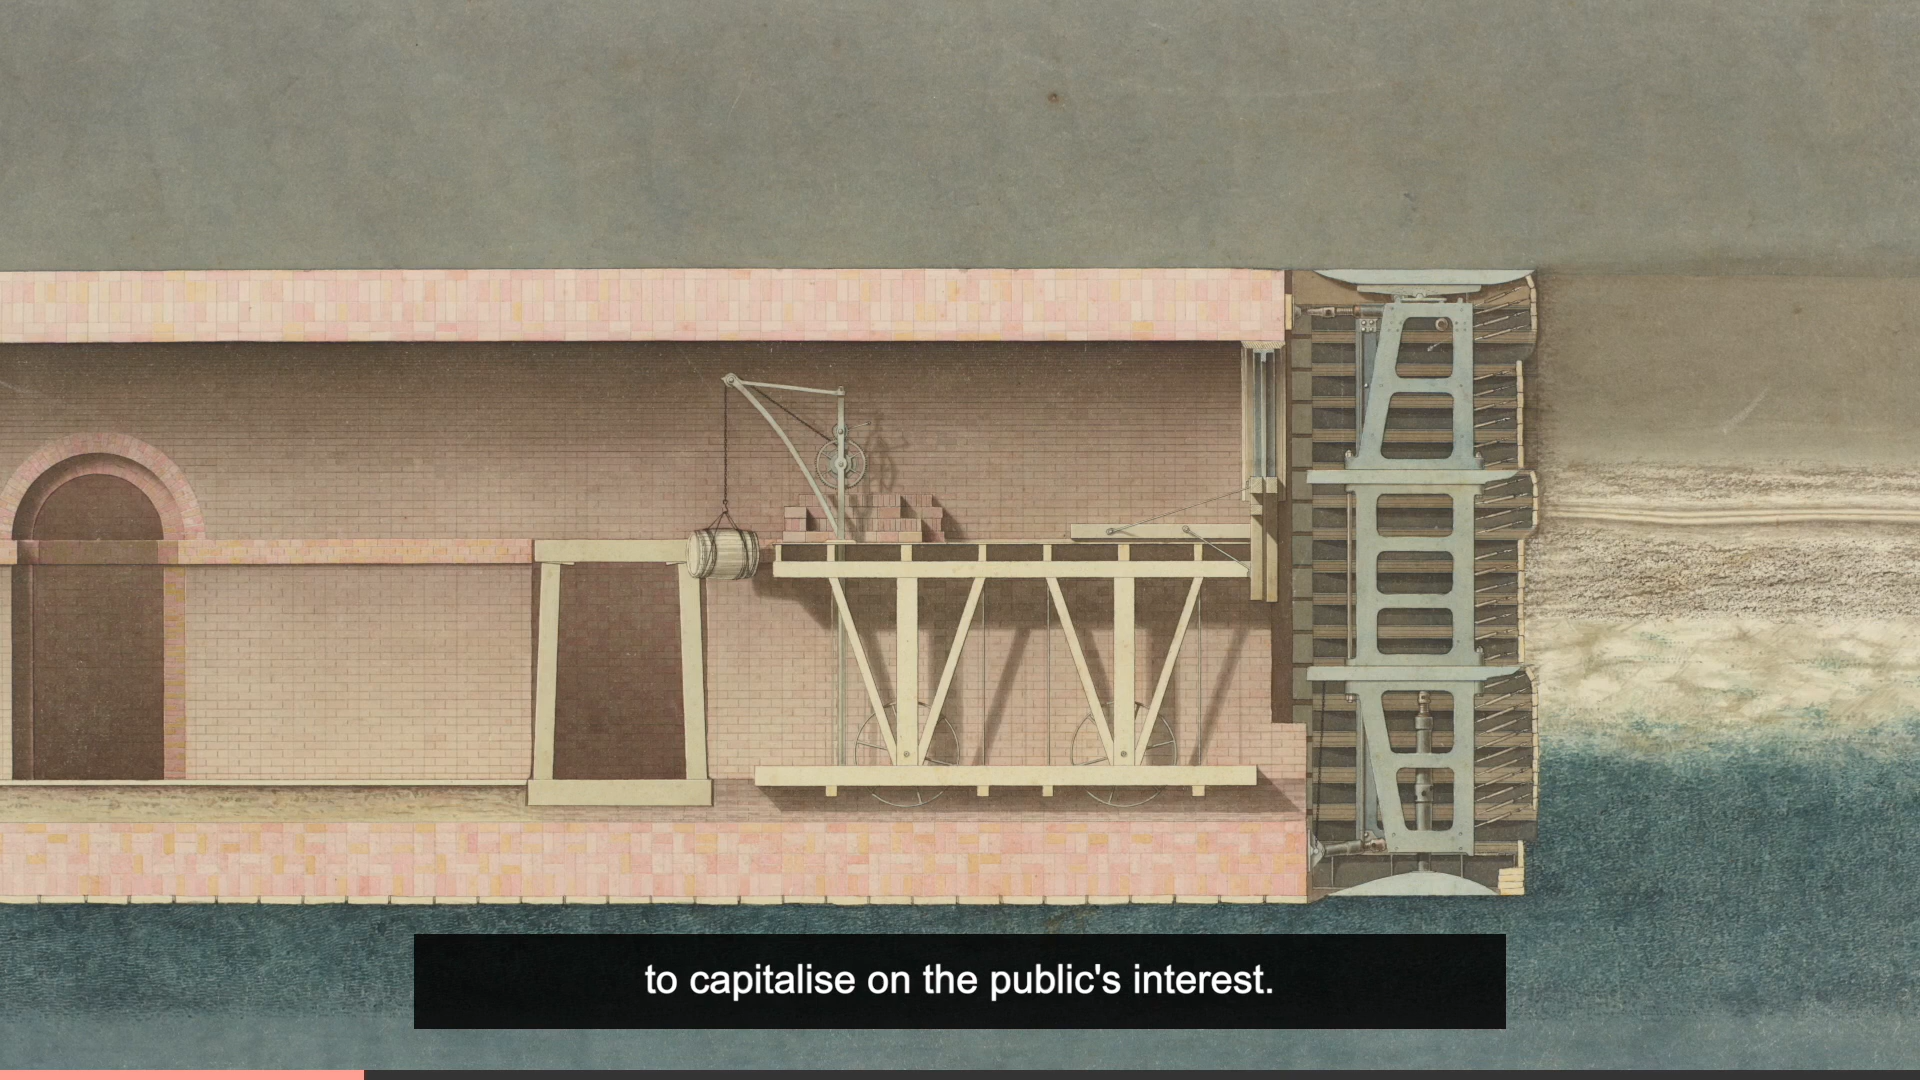 to capitalise on the public's interest.